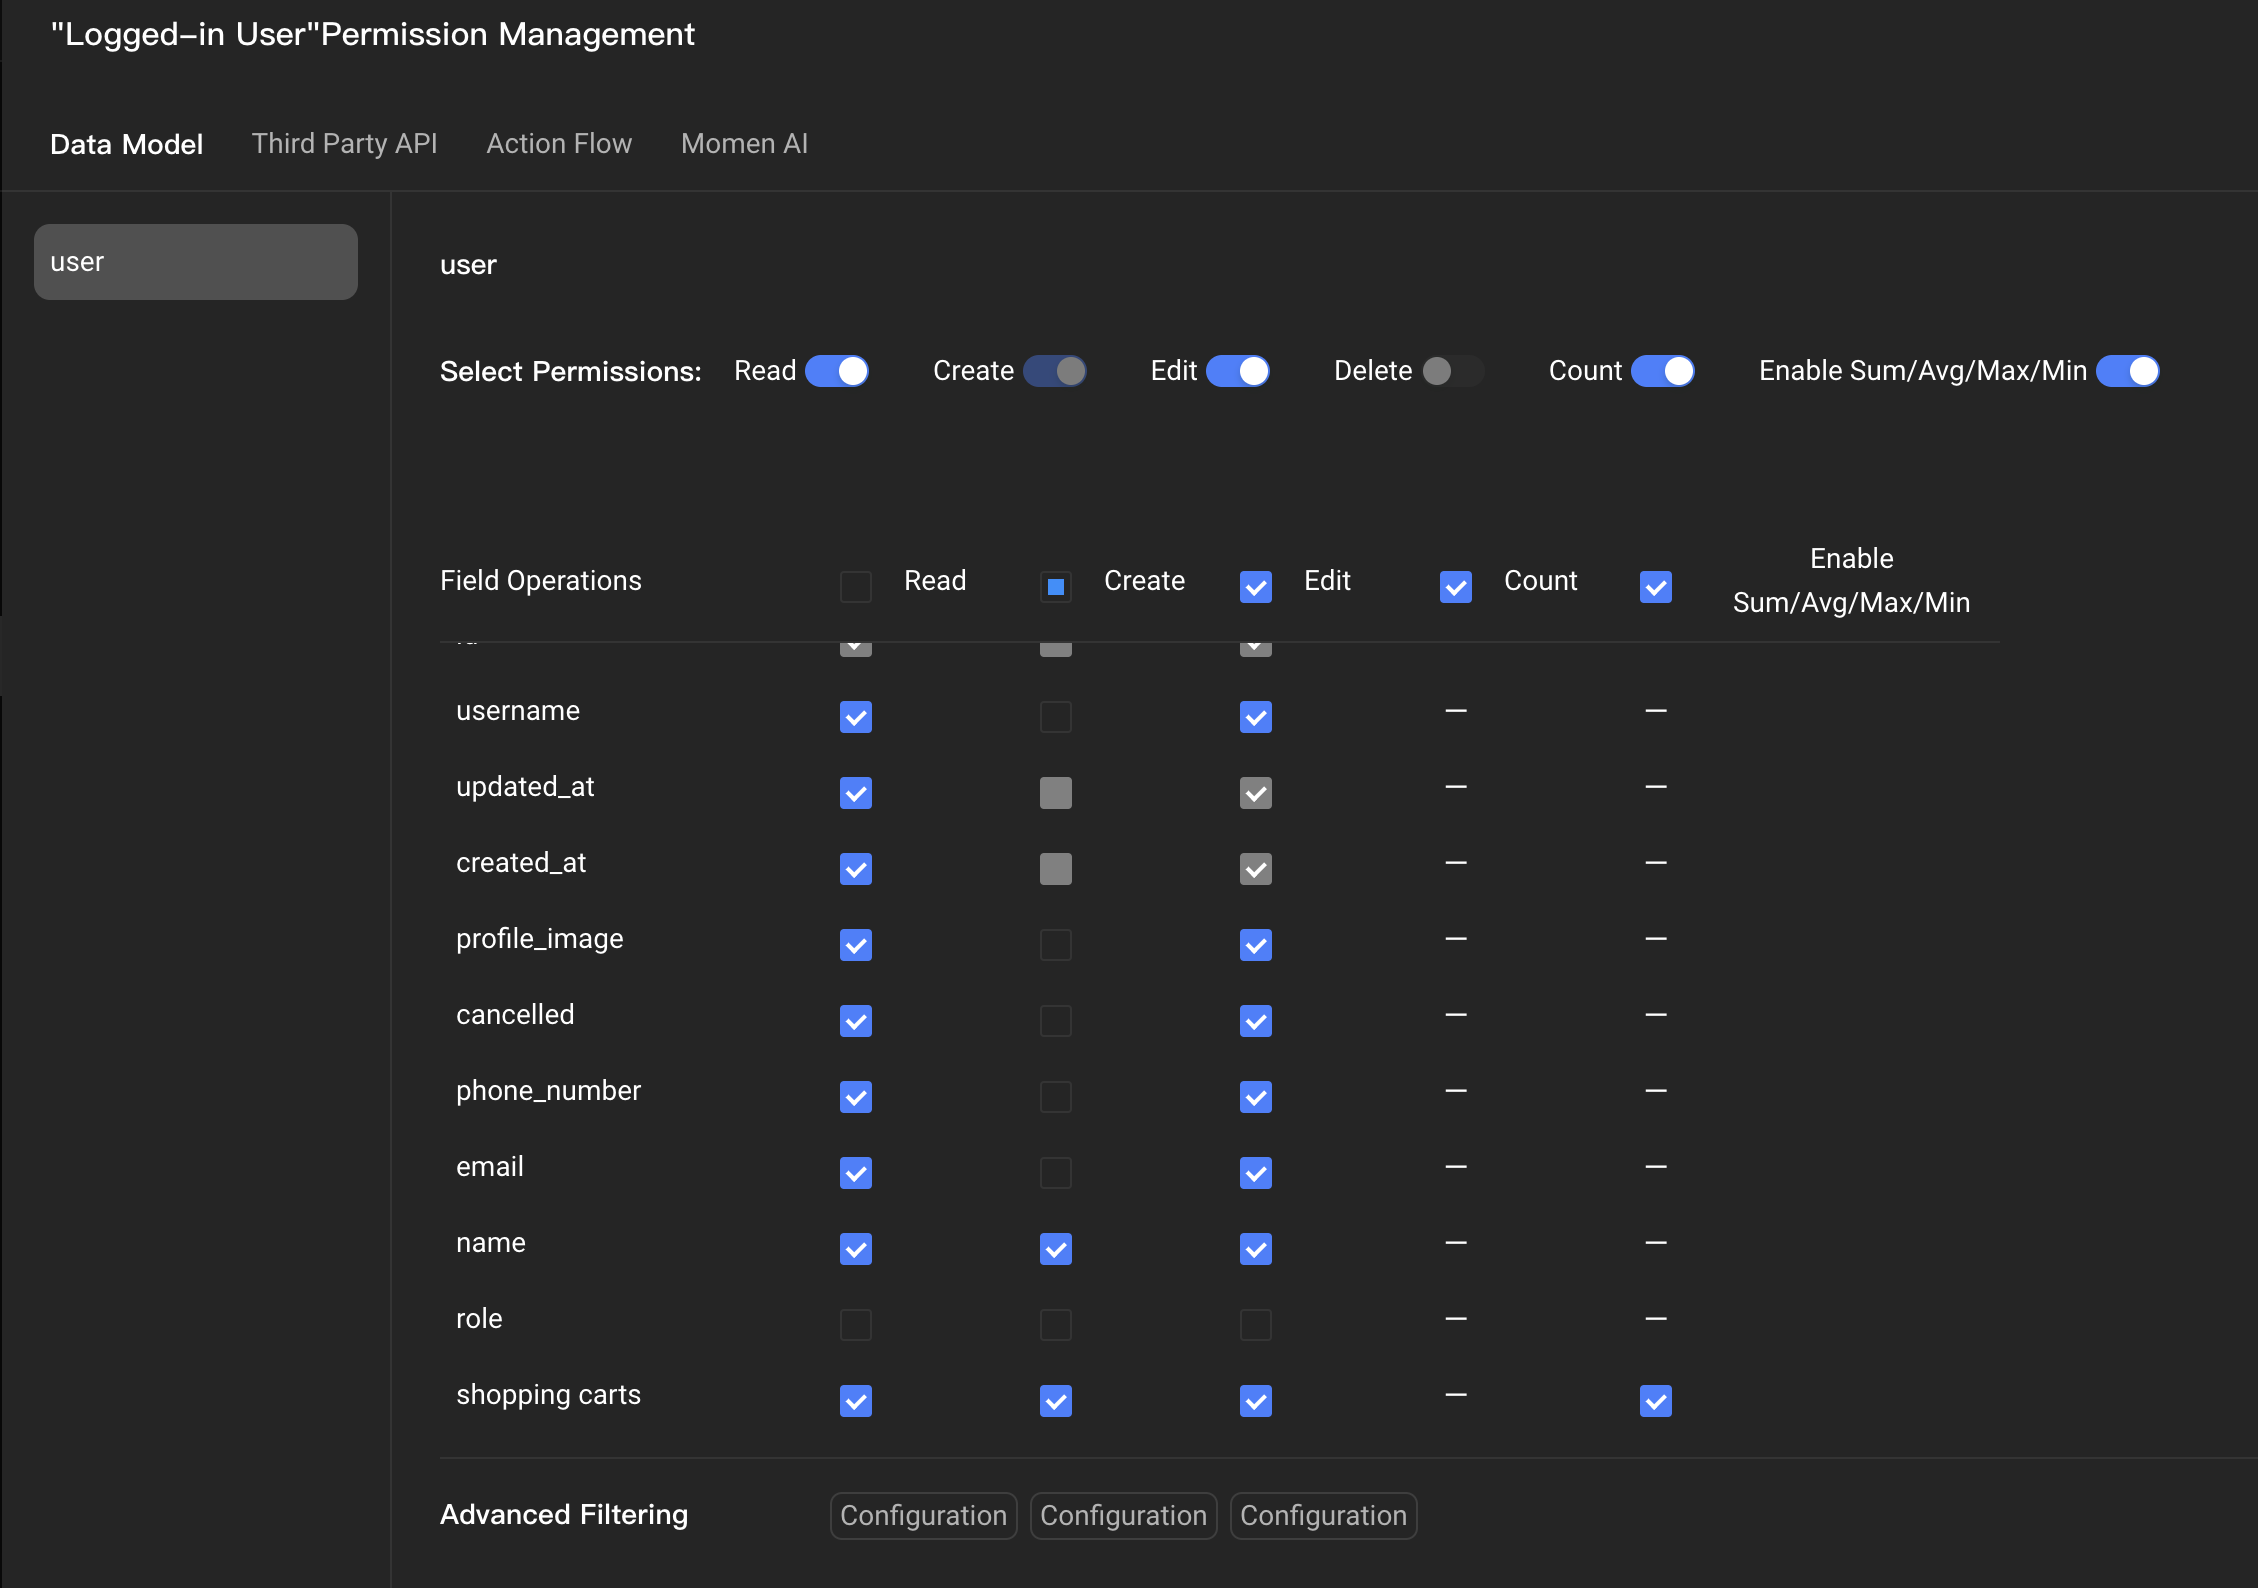 "Logged-in User"Permission Management
Data Model Third Party API Action Flow Momen AI
user
user
Select Permissions: Read Create Edit Delete Count Enable Sum/Avg/Max/Min
Field Operations Read Create Edit Count Enable Sum/Avg/Max/Min
username — —
updated_at — —
created_at — —
profile_image — —
cancelled — —
phone_number — —
email — —
name — —
role — —
shopping carts —
Advanced Filtering Configuration Configuration Configuration